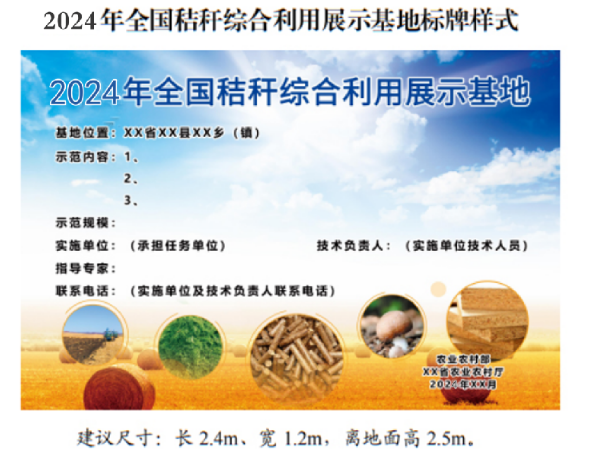 2024年全国秸秆综合利用展示基地标牌样式
2024年全国秸秆综合利用展示基地
基地位置：XX省XX县XX乡（镇）
示范内容：1、
2、
3、
示范规模：
实施单位：（承担任务单位） 技术负责人：（实施单位技术人员）
指导专家：
联系电话：（实施单位及技术负责人联系电话）
农业农村部
XX省农业农村厅
2024年XX月
建议尺寸：长 2.4m、宽 1.2m，离地面高 2.5m。